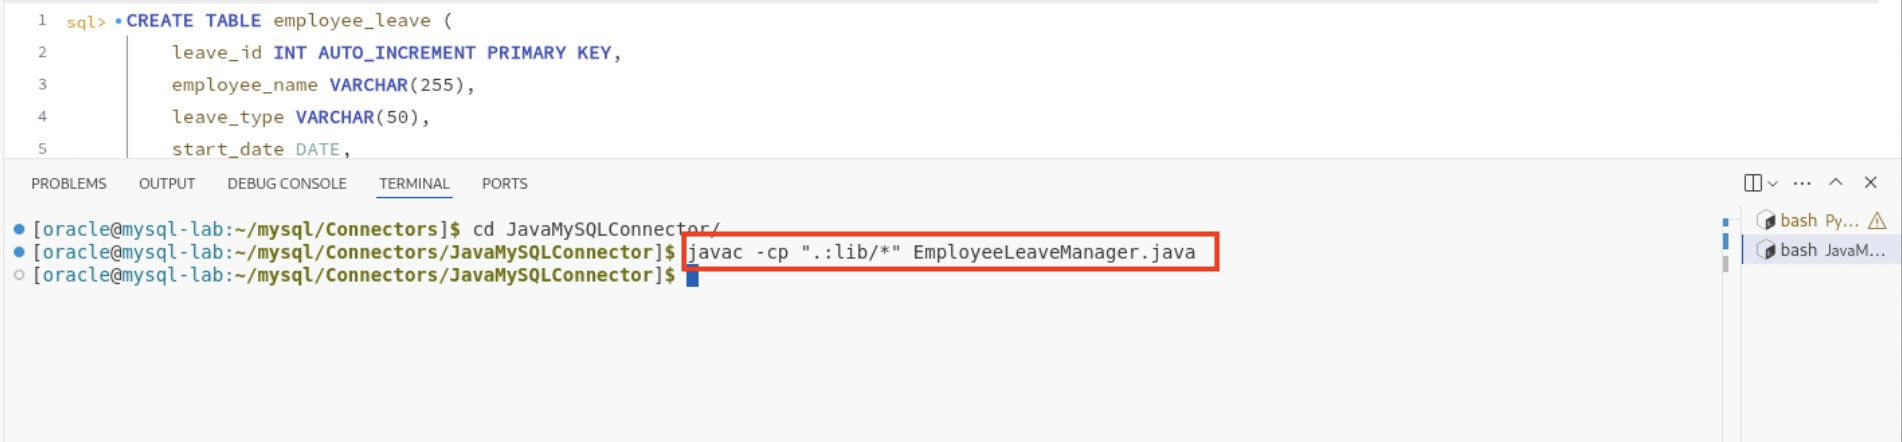 1 sql> •CREATE TABLE employee_leave (
2 leave_id INT AUTO_INCREMENT PRIMARY KEY,
3 employee_name VARCHAR(255),
4 leave_type VARCHAR(50),
5 start_date DATE,
PROBLEMS OUTPUT DEBUG CONSOLE TERMINAL PORTS
[oracle@mysql-lab:~/mysql/Connectors]$ cd JavaMySQLConnector/
[oracle@mysql-lab:~/mysql/Connectors/JavaMySQLConnector]$ javac -cp ".:lib/*" EmployeeLeaveManager.java
[oracle@mysql-lab:~/mysql/Connectors/JavaMySQLConnector]$
bash Py...
bash JavaM...